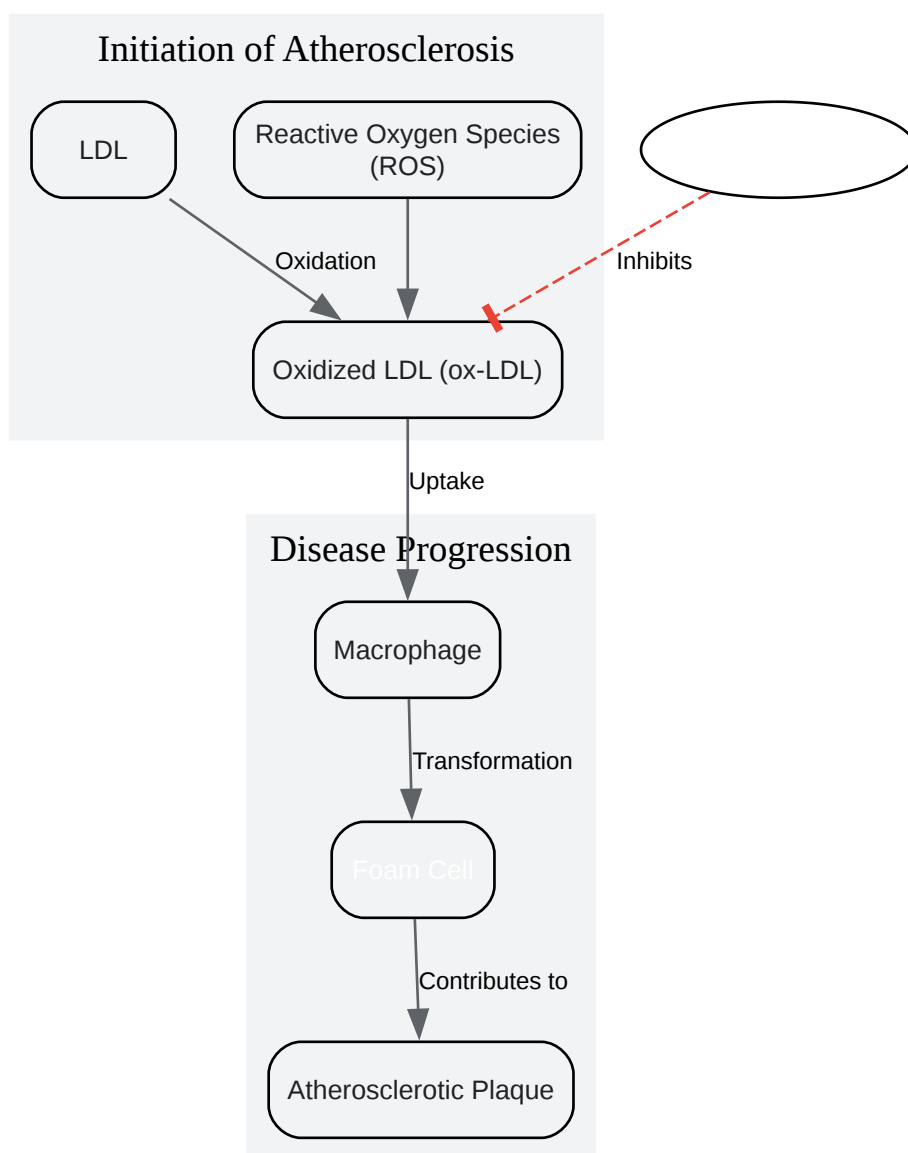 Initiation of Atherosclerosis
LDL
Reactive Oxygen Species
(ROS)
Oxidation
Inhibits
Oxidized LDL (ox-LDL)
Uptake
Disease Progression
Macrophage
Transformation
Foam Cell
Contributes to
Atherosclerotic Plaque